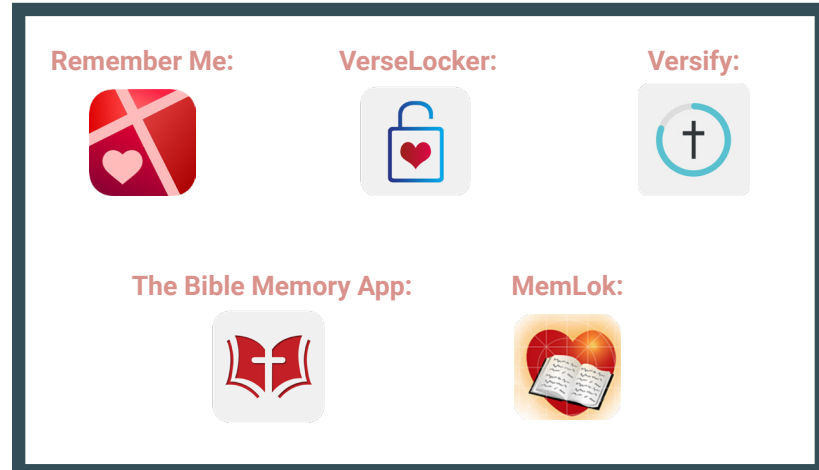 Remember Me:
VerseLocker:
Versify:
The Bible Memory App:
MemLok: